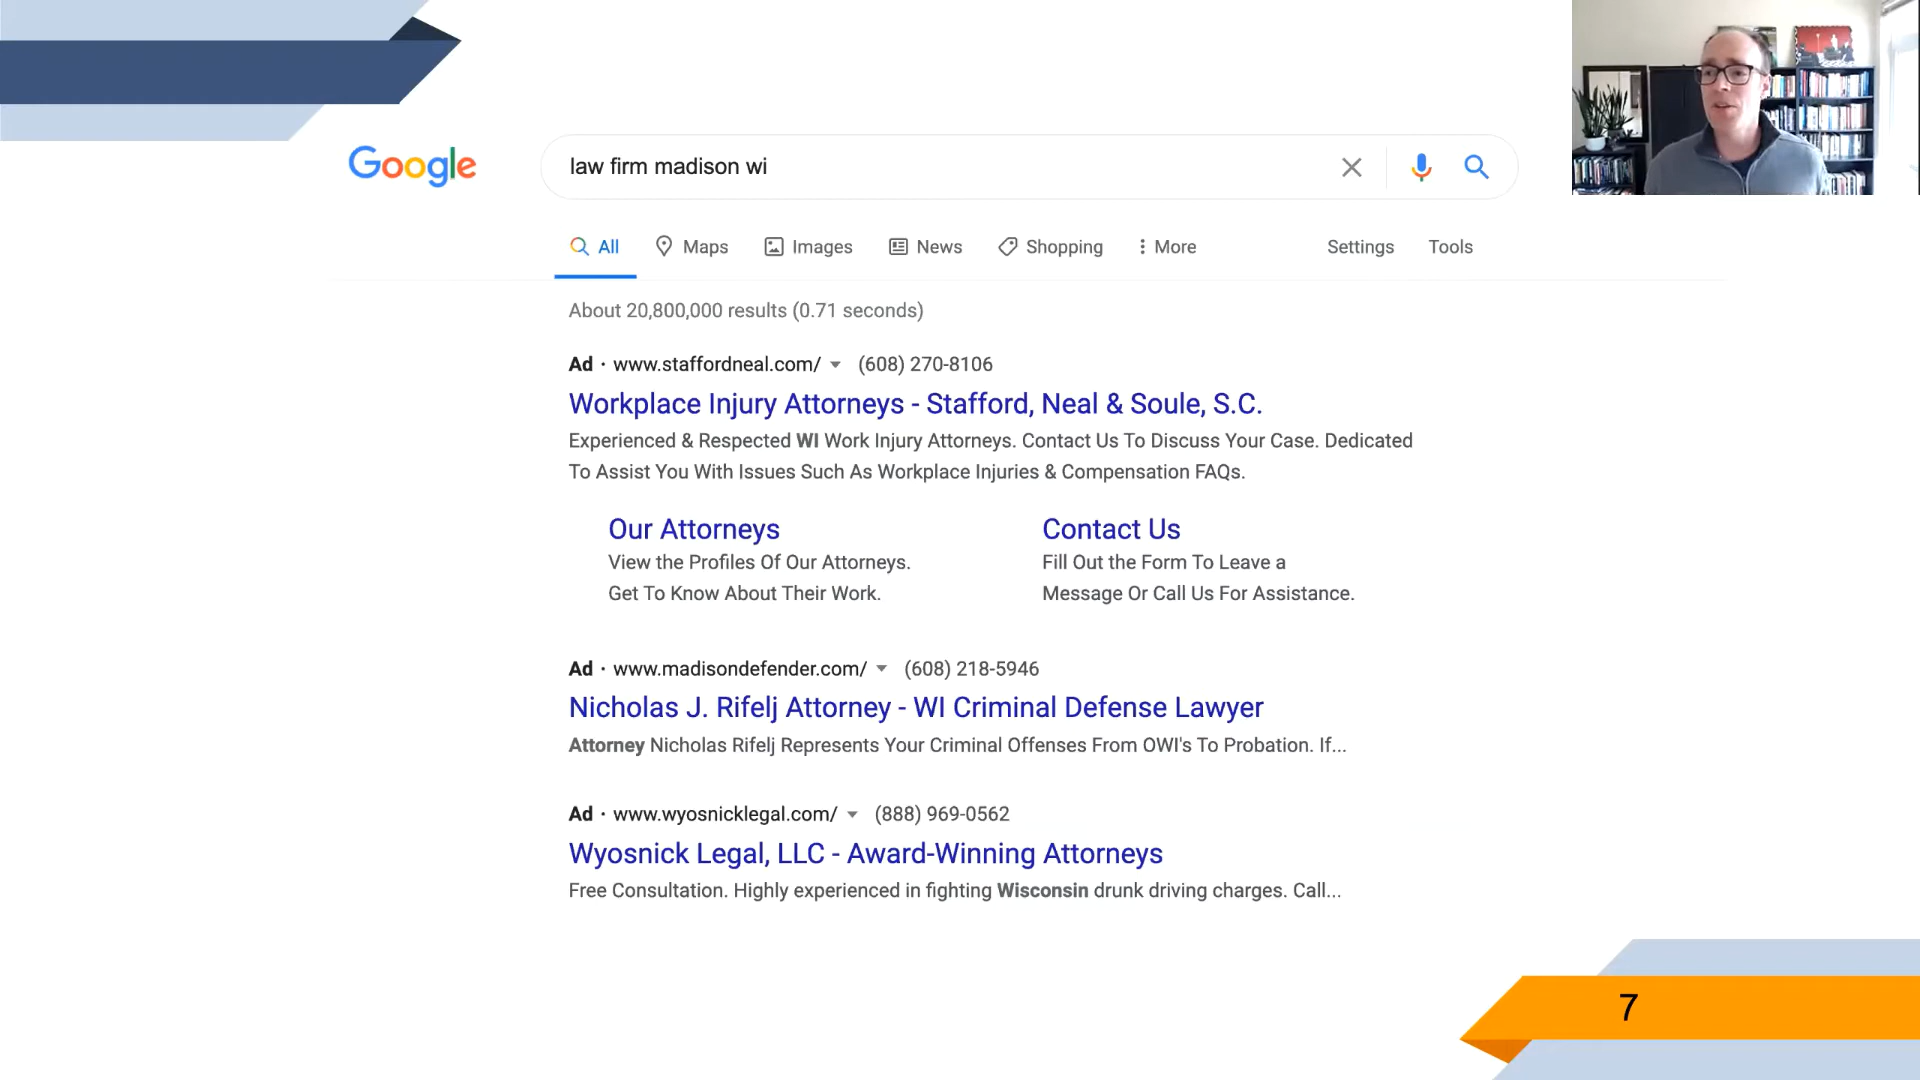 Google
law firm madison wi
All Maps Images News Shopping More Settings Tools
About 20,800,000 results (0.71 seconds)
Ad · www.staffordneal.com/ (608) 270-8106
Workplace Injury Attorneys - Stafford, Neal & Soule, S.C.
Experienced & Respected WI Work Injury Attorneys. Contact Us To Discuss Your Case. Dedicated
To Assist You With Issues Such As Workplace Injuries & Compensation FAQs.
Our Attorneys
View the Profiles Of Our Attorneys.
Get To Know About Their Work.
Contact Us
Fill Out the Form To Leave a
Message Or Call Us For Assistance.
Ad · www.madisondefender.com/ (608) 218-5946
Nicholas J. Rifelj Attorney - WI Criminal Defense Lawyer
Attorney Nicholas Rifelj Represents Your Criminal Offenses From OWI's To Probation. If...
Ad · www.wyosnicklegal.com/ (888) 969-0562
Wyosnick Legal, LLC - Award-Winning Attorneys
Free Consultation. Highly experienced in fighting Wisconsin drunk driving charges. Call...
7